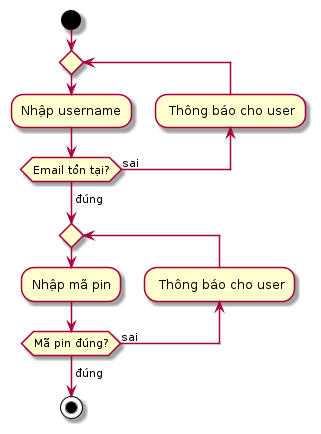 Nhập username
Thông báo cho user
Email tồn tại?
sai
đúng
Nhập mã pin
Thông báo cho user
Mã pin đúng?
sai
đúng